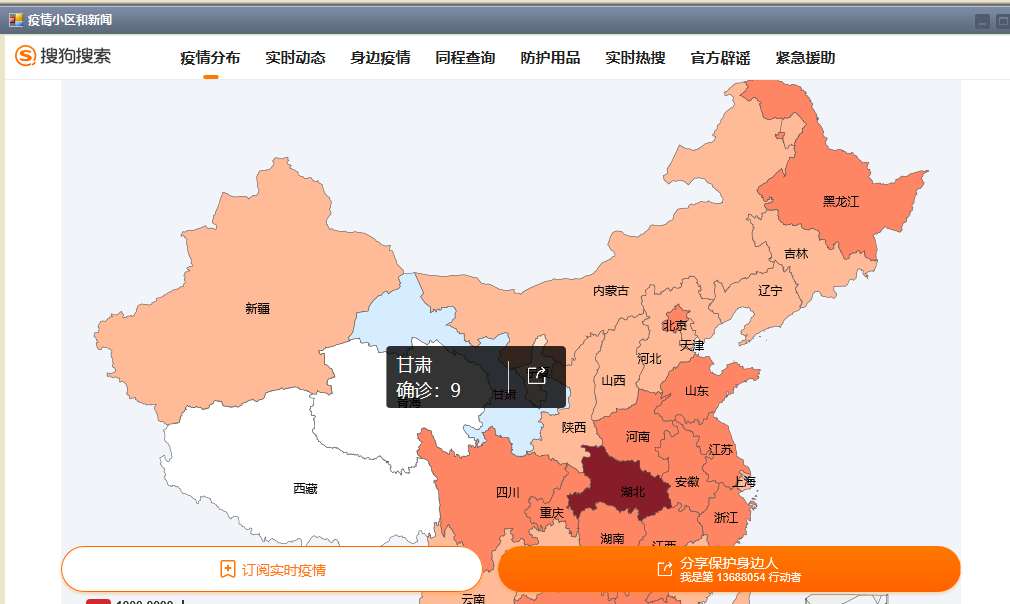 疫情小区和新闻
搜狗搜索
疫情分布 实时动态 身边疫情 同程查询 防护用品 实时热搜 官方辟谣 紧急援助
黑龙江
吉林
辽宁
内蒙古
新疆
北京
天津
河北
甘肃
确诊：9
山西
甘肃
山东
青海
陕西
河南
江苏
西藏
四川
湖北
安徽
上海
重庆
浙江
湖南
江西
订阅实时疫情
分享保护身边人
我是第 13688054 行动者
云南